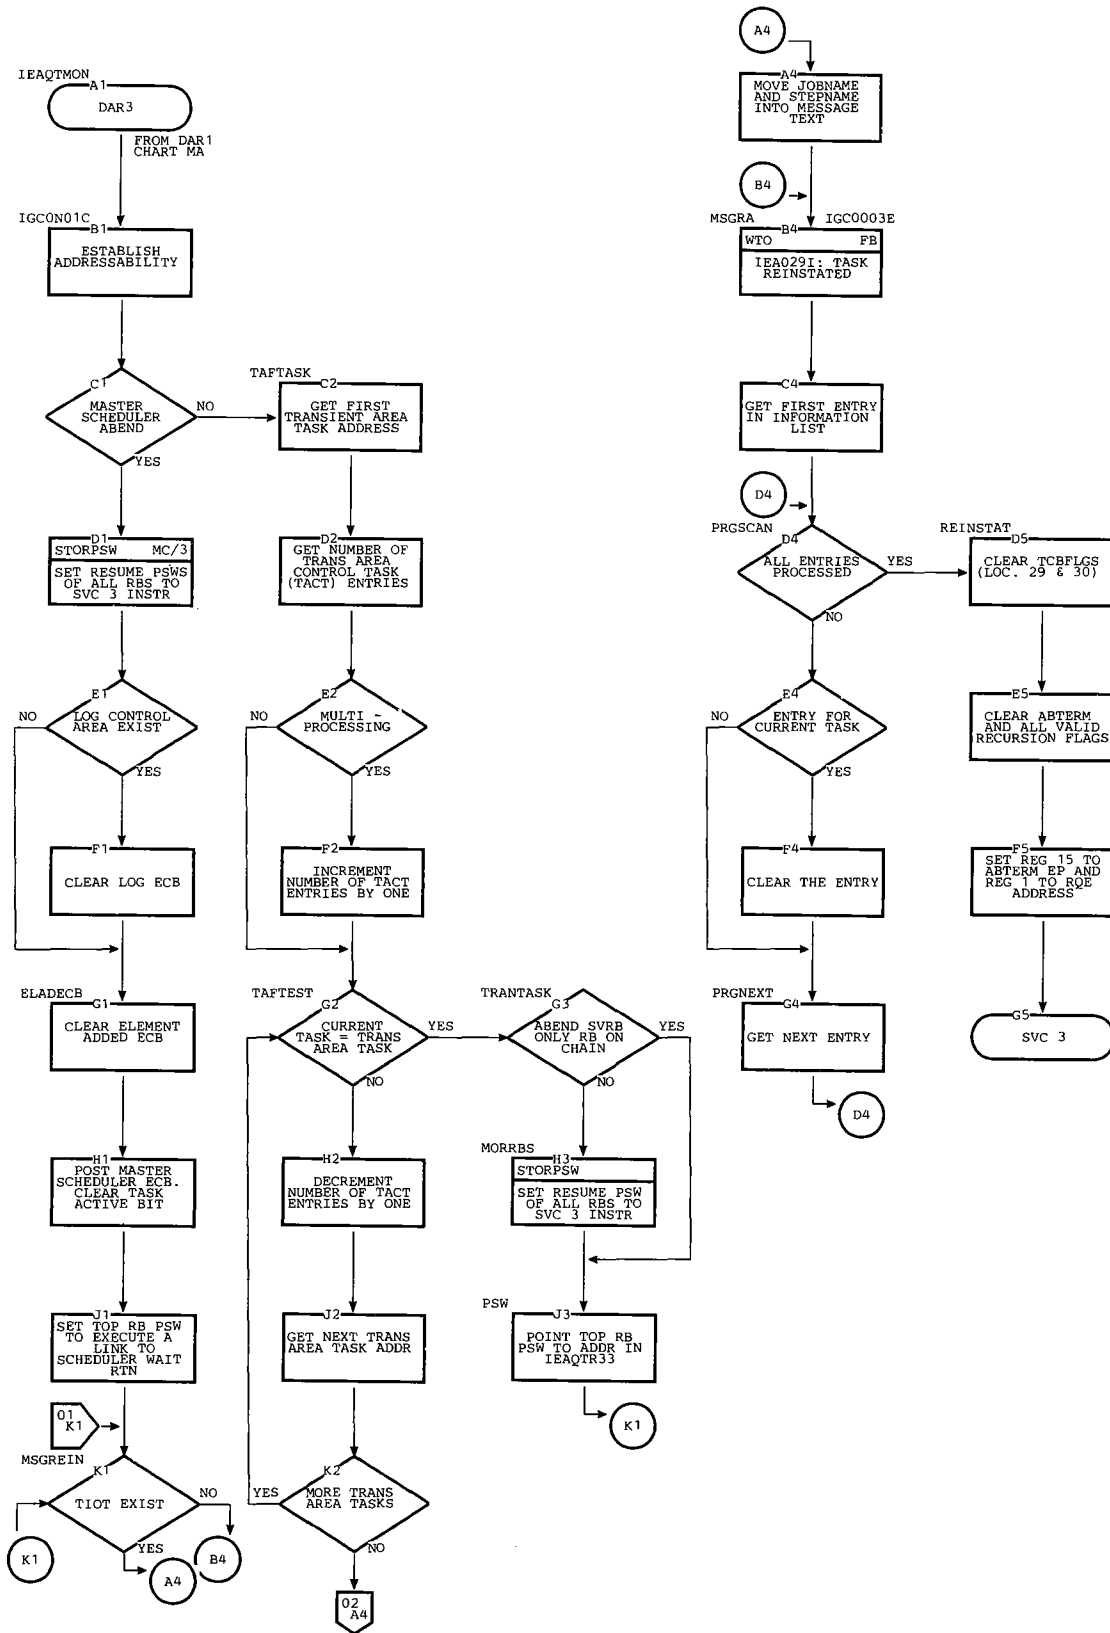 IEAQTMON
A1
DAR3
FROM DAR1
CHART MA
IGC0N01C
B1
ESTABLISH
ADDRESSABILITY
C1
MASTER
SCHEDULER
ABEND
NO
YES
D1
STORPSW MC/3
SET RESUME PSWS
OF ALL RBS TO
SVC 3 INSTR
E1
LOG CONTROL
AREA EXIST
NO
YES
F1
CLEAR LOG ECB
ELADECB
G1
CLEAR ELEMENT
ADDED ECB
H1
POST MASTER
SCHEDULER ECB.
CLEAR TASK
ACTIVE BIT
J1
SET TOP RB PSW
TO EXECUTE A
LINK TO
SCHEDULER WAIT
RTN
01
K1
MSGREIN
K1
TIOT EXIST
NO
YES
K1
A4
B4
TAFTASK
C2
GET FIRST
TRANSIENT AREA
TASK ADDRESS
D2
GET NUMBER OF
TRANS AREA
CONTROL TASK
(TACT) ENTRIES
E2
MULTI -
PROCESSING
NO
YES
F2
INCREMENT
NUMBER OF TACT
ENTRIES BY ONE
TAFTEST
G2
CURRENT
TASK = TRANS
AREA TASK
YES
NO
H2
DECREMENT
NUMBER OF TACT
ENTRIES BY ONE
J2
GET NEXT TRANS
AREA TASK ADDR
K2
MORE TRANS
AREA TASKS
YES
NO
02
A4
TRANTASK
G3
ABEND SVRB
ONLY RB ON
CHAIN
YES
NO
MORRBS
H3
STORPSW
SET RESUME PSW
OF ALL RBS TO
SVC 3 INSTR
PSW
J3
POINT TOP RB
PSW TO ADDR IN
IEAQTR33
K1
A4
A4
MOVE JOBNAME
AND STEPNAME
INTO MESSAGE
TEXT
B4
MSGRA
B4
IGC0003E
WTO FB
IEA029I: TASK
REINSTATED
C4
GET FIRST ENTRY
IN INFORMATION
LIST
D4
PRGSCAN
D4
ALL ENTRIES
PROCESSED
YES
NO
E4
ENTRY FOR
CURRENT TASK
NO
YES
F4
CLEAR THE ENTRY
PRGNEXT
G4
GET NEXT ENTRY
D4
REINSTAT
D5
CLEAR TCBFLGS
(LOC. 29 & 30)
E5
CLEAR ABTERM
AND ALL VALID
RECURSION FLAGS
F5
SET REG 15 TO
ABTERM EP AND
REG 1 TO RQE
ADDRESS
G5
SVC 3